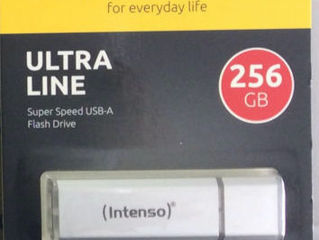 for everyday life
ULTRA
LINE
256
GB
Super Speed USB-A
Flash Drive
(Intenso)®